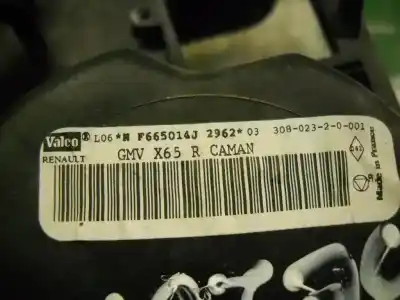 Valeo ® L06*N F665014J 2962* 03 308-023-2-0-001
RENAULT GMV X65 R CAMAN
Made in France